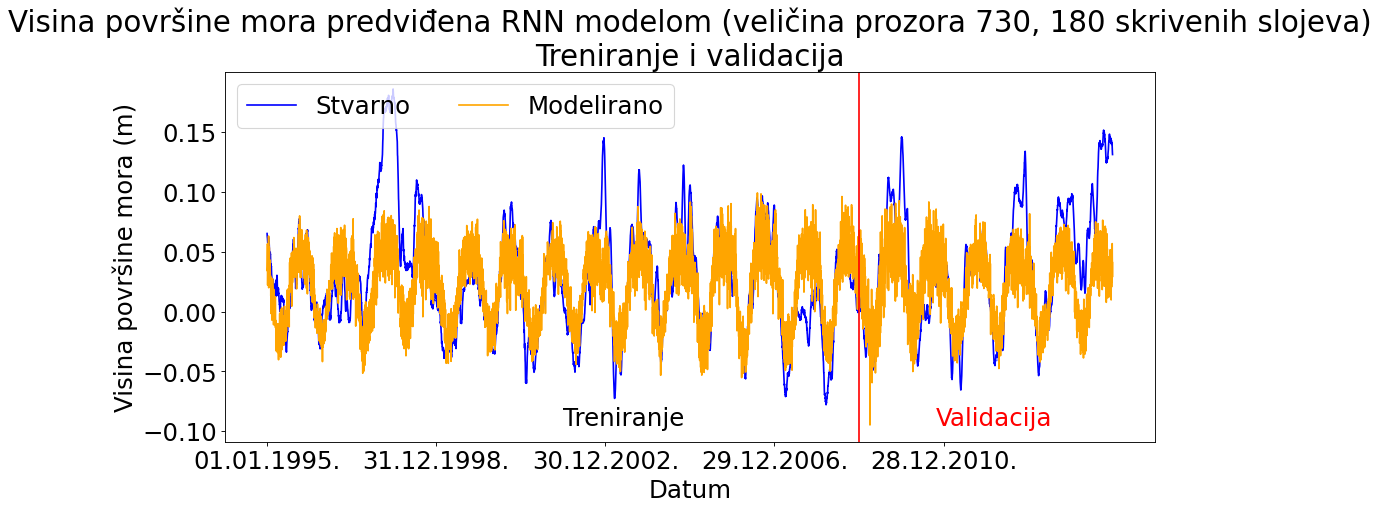 Visina površine mora predviđena RNN modelom (veličina prozora 730, 180 skrivenih slojeva)
Treniranje i validacija
Stvarno
Modelirano
Visina površine mora (m)
0.15
0.10
0.05
0.00
−0.05
−0.10
Treniranje
Validacija
01.01.1995.
31.12.1998.
30.12.2002.
29.12.2006.
28.12.2010.
Datum